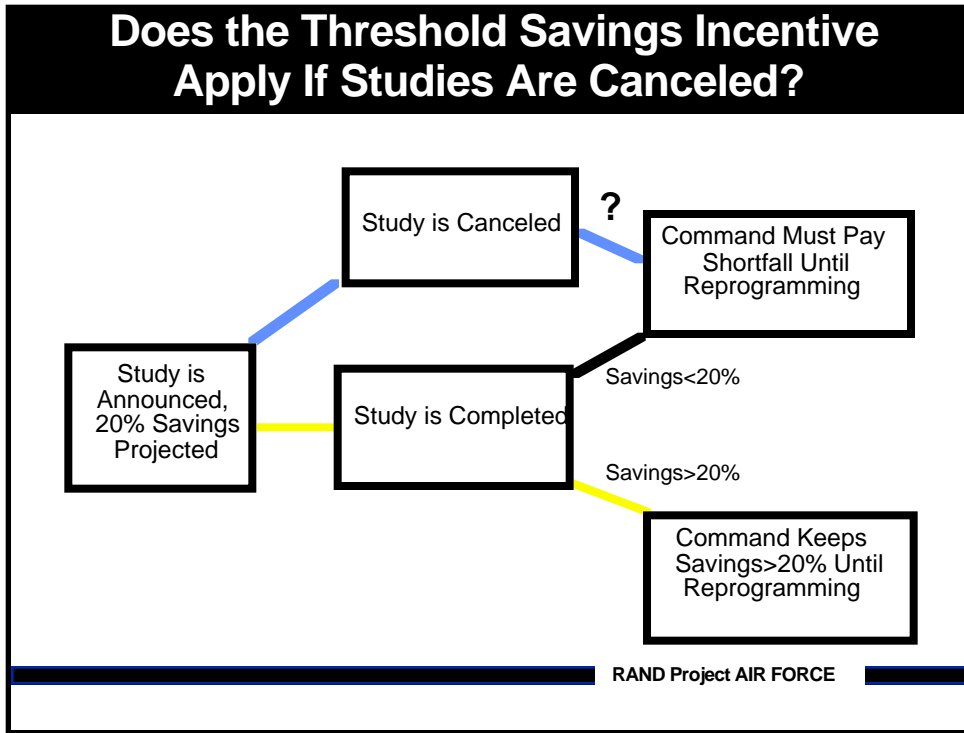 Does the Threshold Savings Incentive
Apply If Studies Are Canceled?
Study is Canceled
?
Command Must Pay
Shortfall Until
Reprogramming
Study is
Announced,
20% Savings
Projected
Study is Completed
Savings<20%
Savings>20%
Command Keeps
Savings>20% Until
Reprogramming
RAND Project AIR FORCE